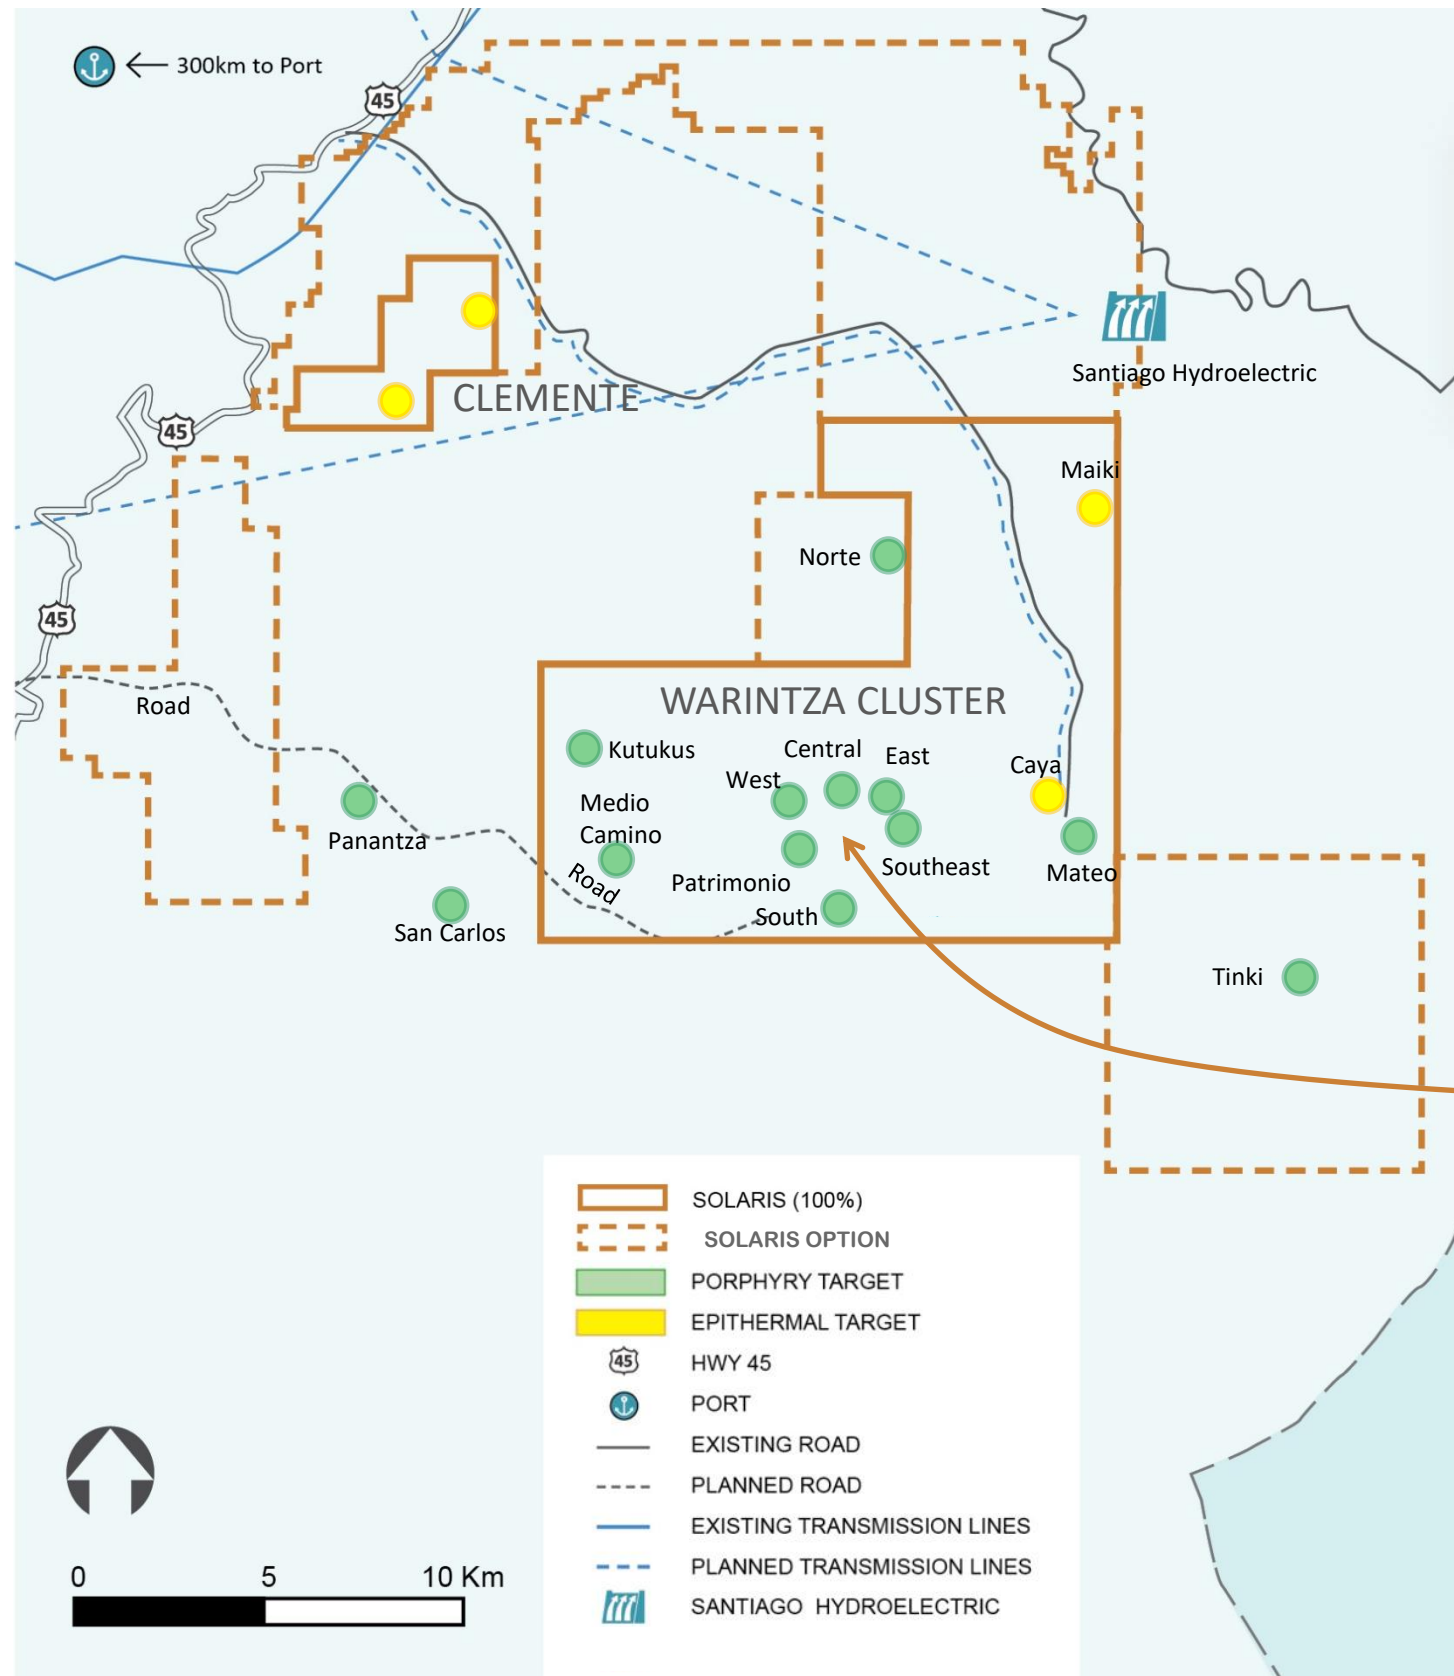 300km to Port
45
Santiago Hydroelectric
CLEMENTE
45
Maiki
Norte
45
Road
WARINTZA CLUSTER
Kutukus
Central
East
West
Caya
Medio
Camino
Panantza
Road
Patrimonio
Southeast
Mateo
South
San Carlos
Tinki
SOLARIS (100%)
SOLARIS OPTION
PORPHYRY TARGET
EPITHERMAL TARGET
45 HWY 45
PORT
EXISTING ROAD
PLANNED ROAD
EXISTING TRANSMISSION LINES
PLANNED TRANSMISSION LINES
SANTIAGO HYDROELECTRIC
0 5 10 Km